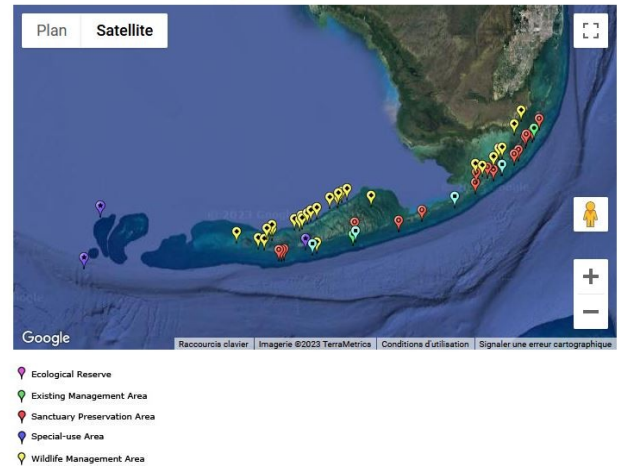 Plan Satellite
Google
Raccourcis clavier Imagerie ©2023 TerraMetrics Conditions d'utilisation Signaler une erreur cartographique
Ecological Reserve
Existing Management Area
Sanctuary Preservation Area
Special-use Area
Wildlife Management Area